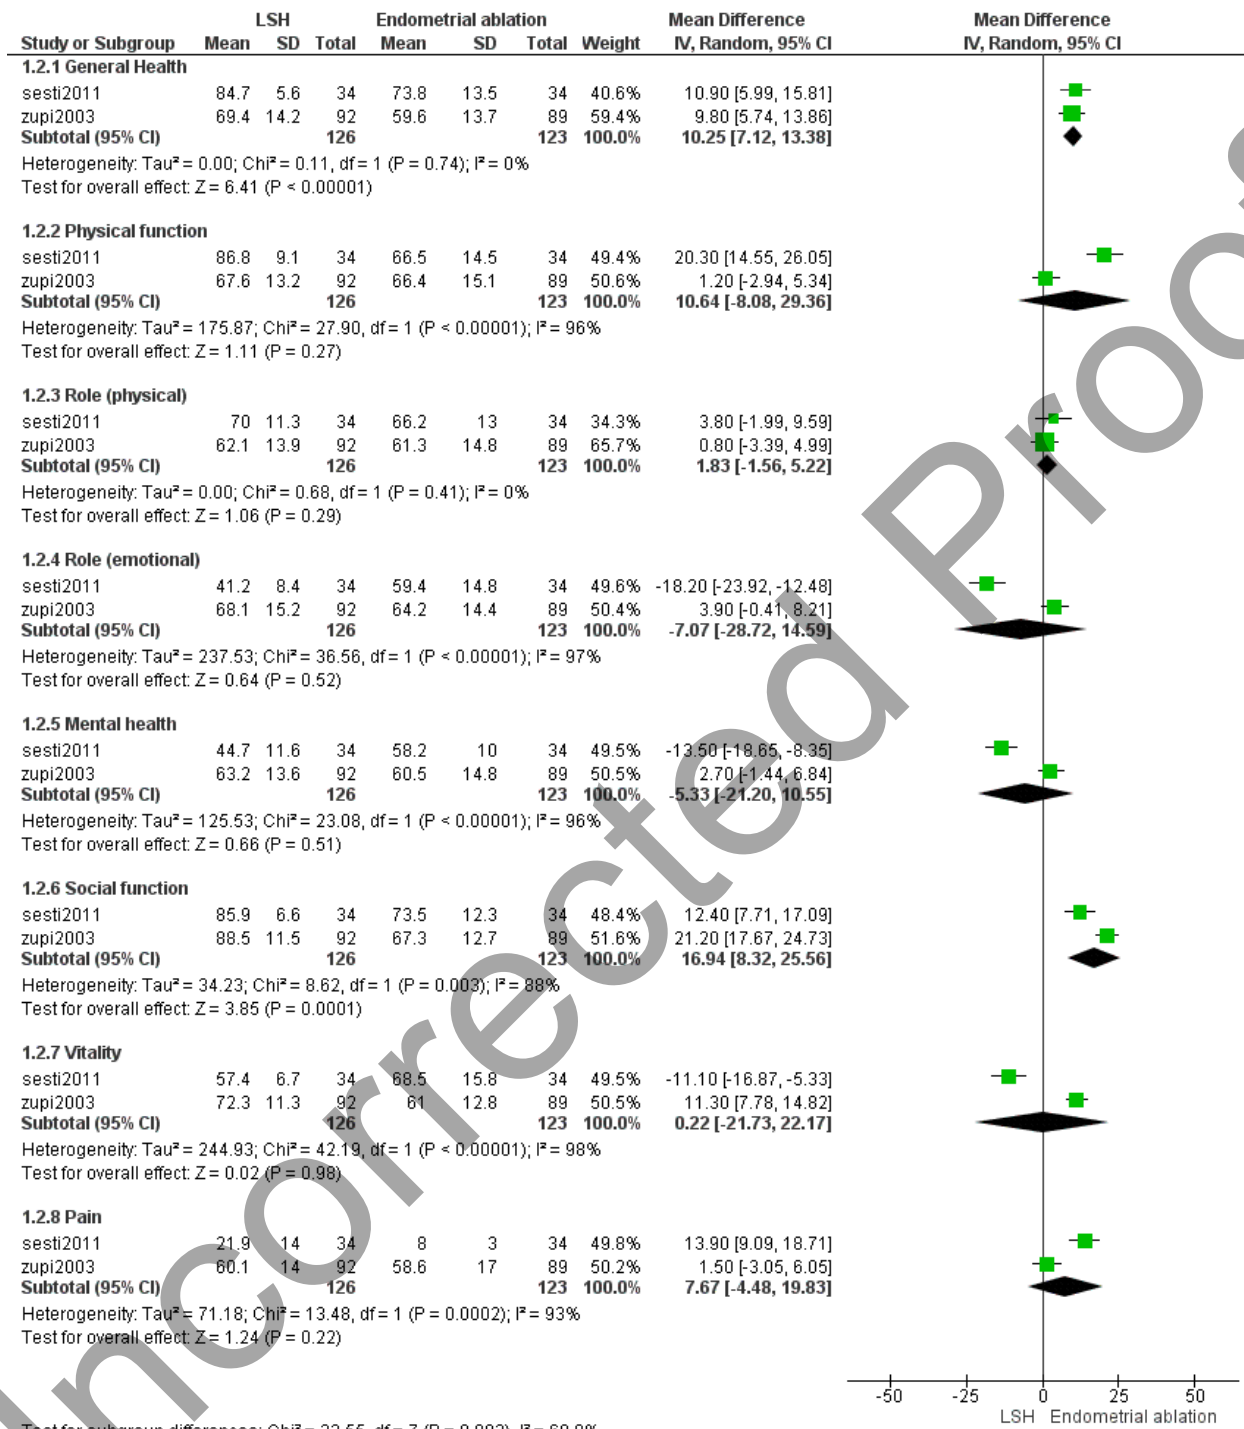 LSH Endometrial ablation Mean Difference Mean Difference
Study or Subgroup Mean SD Total Mean SD Total Weight IV, Random, 95% CI IV, Random, 95% CI
1.2.1 General Health
sesti2011 84.7 5.6 34 73.8 13.5 34 40.6% 10.90 [5.99, 15.81]
zupi2003 69.4 14.2 92 59.6 13.7 89 59.4% 9.80 [5.74, 13.86]
Subtotal (95% CI) 126 123 100.0% 10.25 [7.12, 13.38]
Heterogeneity: Tau² = 0.00; Chi² = 0.11, df = 1 (P = 0.74); I² = 0%
Test for overall effect: Z = 6.41 (P < 0.00001)
1.2.2 Physical function
sesti2011 86.8 9.1 34 66.5 14.5 34 49.4% 20.30 [14.55, 26.05]
zupi2003 67.6 13.2 92 66.4 15.1 89 50.6% 1.20 [-2.94, 5.34]
Subtotal (95% CI) 126 123 100.0% 10.64 [-8.08, 29.36]
Heterogeneity: Tau² = 175.87; Chi² = 27.90, df = 1 (P < 0.00001); I² = 96%
Test for overall effect: Z = 1.11 (P = 0.27)
1.2.3 Role (physical)
sesti2011 70 11.3 34 66.2 13 34 34.3% 3.80 [-1.99, 9.59]
zupi2003 62.1 13.9 92 61.3 14.8 89 65.7% 0.80 [-3.39, 4.99]
Subtotal (95% CI) 126 123 100.0% 1.83 [-1.56, 5.22]
Heterogeneity: Tau² = 0.00; Chi² = 0.68, df = 1 (P = 0.41); I² = 0%
Test for overall effect: Z = 1.06 (P = 0.29)
1.2.4 Role (emotional)
sesti2011 41.2 8.4 34 59.4 14.8 34 49.6% -18.20 [-23.92, -12.48]
zupi2003 68.1 15.2 92 64.2 14.4 89 50.4% 3.90 [-0.41, 8.21]
Subtotal (95% CI) 126 123 100.0% -7.07 [-28.72, 14.59]
Heterogeneity: Tau² = 237.53; Chi² = 36.56, df = 1 (P < 0.00001); I² = 97%
Test for overall effect: Z = 0.64 (P = 0.52)
1.2.5 Mental health
sesti2011 44.7 11.6 34 58.2 10 34 49.5% -13.50 [-18.65, -8.35]
zupi2003 63.2 13.6 92 60.5 14.8 89 50.5% 2.70 [-1.44, 6.84]
Subtotal (95% CI) 126 123 100.0% -5.33 [-21.20, 10.55]
Heterogeneity: Tau² = 125.53; Chi² = 23.08, df = 1 (P < 0.00001); I² = 96%
Test for overall effect: Z = 0.66 (P = 0.51)
1.2.6 Social function
sesti2011 85.9 6.6 34 73.5 12.3 34 48.4% 12.40 [7.71, 17.09]
zupi2003 88.5 11.5 92 67.3 12.7 89 51.6% 21.20 [17.67, 24.73]
Subtotal (95% CI) 126 123 100.0% 16.94 [8.32, 25.56]
Heterogeneity: Tau² = 34.23; Chi² = 8.62, df = 1 (P = 0.003); I² = 88%
Test for overall effect: Z = 3.85 (P = 0.0001)
1.2.7 Vitality
sesti2011 57.4 6.7 34 68.5 15.8 34 49.5% -11.10 [-16.87, -5.33]
zupi2003 72.3 11.3 92 61 12.8 89 50.5% 11.30 [7.78, 14.82]
Subtotal (95% CI) 126 123 100.0% 0.22 [-21.73, 22.17]
Heterogeneity: Tau² = 244.93; Chi² = 42.19, df = 1 (P < 0.00001); I² = 98%
Test for overall effect: Z = 0.02 (P = 0.98)
1.2.8 Pain
sesti2011 21.9 14 34 8 3 34 49.8% 13.90 [9.09, 18.71]
zupi2003 60.1 14 92 58.6 17 89 50.2% 1.50 [-3.05, 6.05]
Subtotal (95% CI) 126 123 100.0% 7.67 [-4.48, 19.83]
Heterogeneity: Tau² = 71.18; Chi² = 13.48, df = 1 (P = 0.0002); I² = 93%
Test for overall effect: Z = 1.24 (P = 0.22)
-50 -25 0 25 50
LSH Endometrial ablation
Incorrected Proo